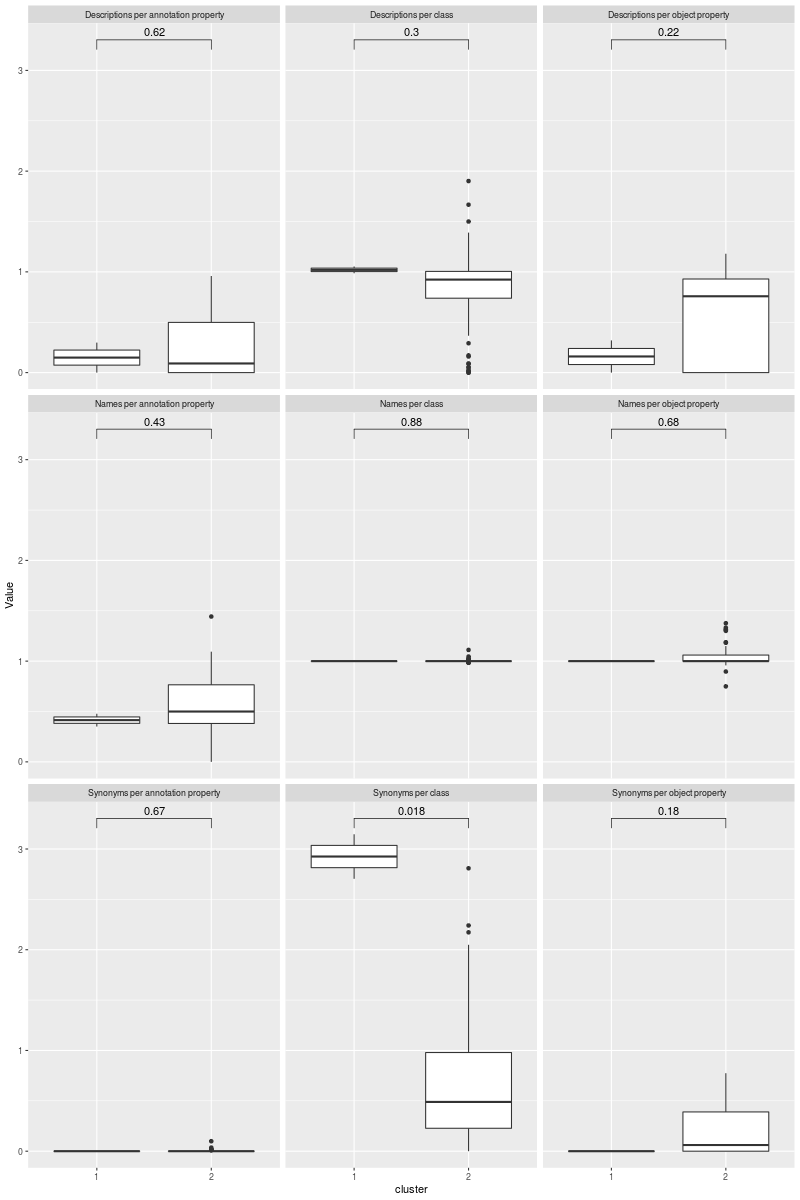 Descriptions per annotation property Descriptions per class Descriptions per object property
0.62 0.3 0.22
3
2
1
0
Names per annotation property Names per class Names per object property
0.43 0.88 0.68
3
2
1
0
Value
Synonyms per annotation property Synonyms per class Synonyms per object property
0.67 0.018 0.18
3
2
1
0
1 2 1 2 1 2
cluster